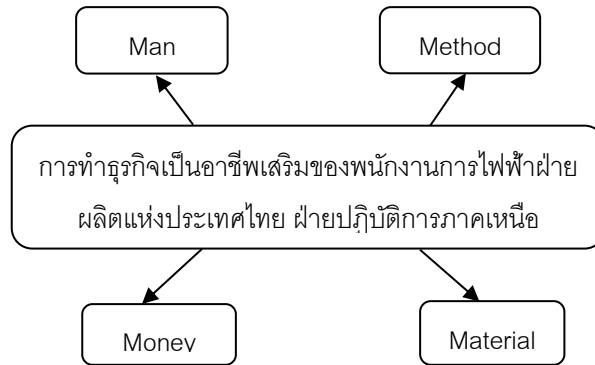 Man
Method
การทำธุรกิจเป็นอาชีพเสริมของพนักงานการไฟฟ้าฝ่าย
ผลิตแห่งประเทศไทย ฝ่ายปฏิบัติการภาคเหนือ
Money
Material